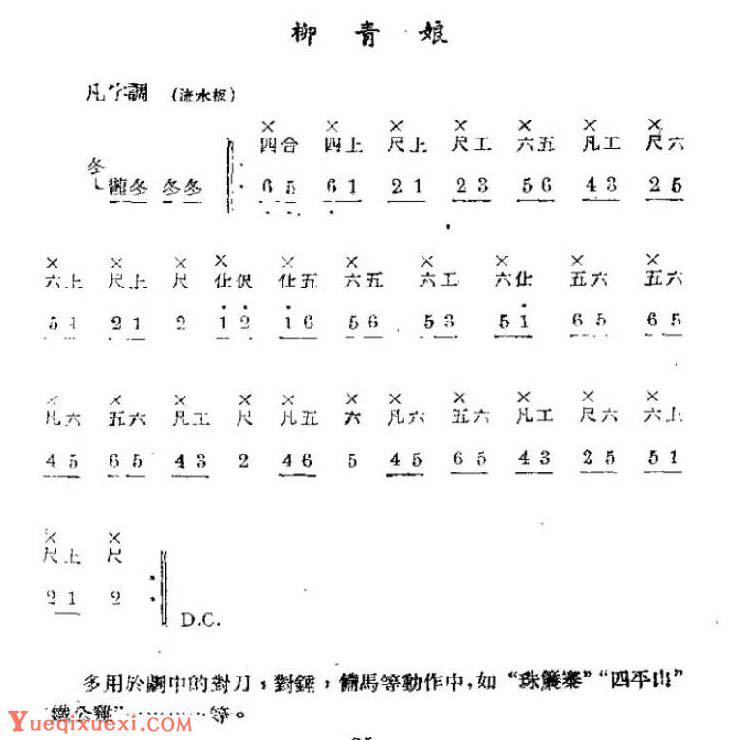 柳青娘
凡字調 (流水板)
× × × × × × ×
四合 四上 尺上 尺工 六五 凡工 尺六
冬 龍冬 冬冬 6 5 6 1 2 1 2 3 5 6 4 3 2 5
× × × × × × × × × × ×
六上 尺上 尺 仩伬 仩五 六五 六工 六仩 五六 五六
5 1 2 1 2 1 2 1 6 5 6 5 3 5 1 6 5 6 5
× × × × × × × × × × ×
凡六 五六 凡工 尺 凡五 六 凡六 五六 凡工 尺六 六上
4 5 6 5 4 3 2 4 6 5 4 5 6 5 4 3 2 5 5 1
× ×
尺上 尺
2 1 2 D.C.
多用於劇中的對刀，對鎚，備馬等動作中，如“珠簾寨”“四平山”
“鐵公雞”………等。
Yueqixuexi.com